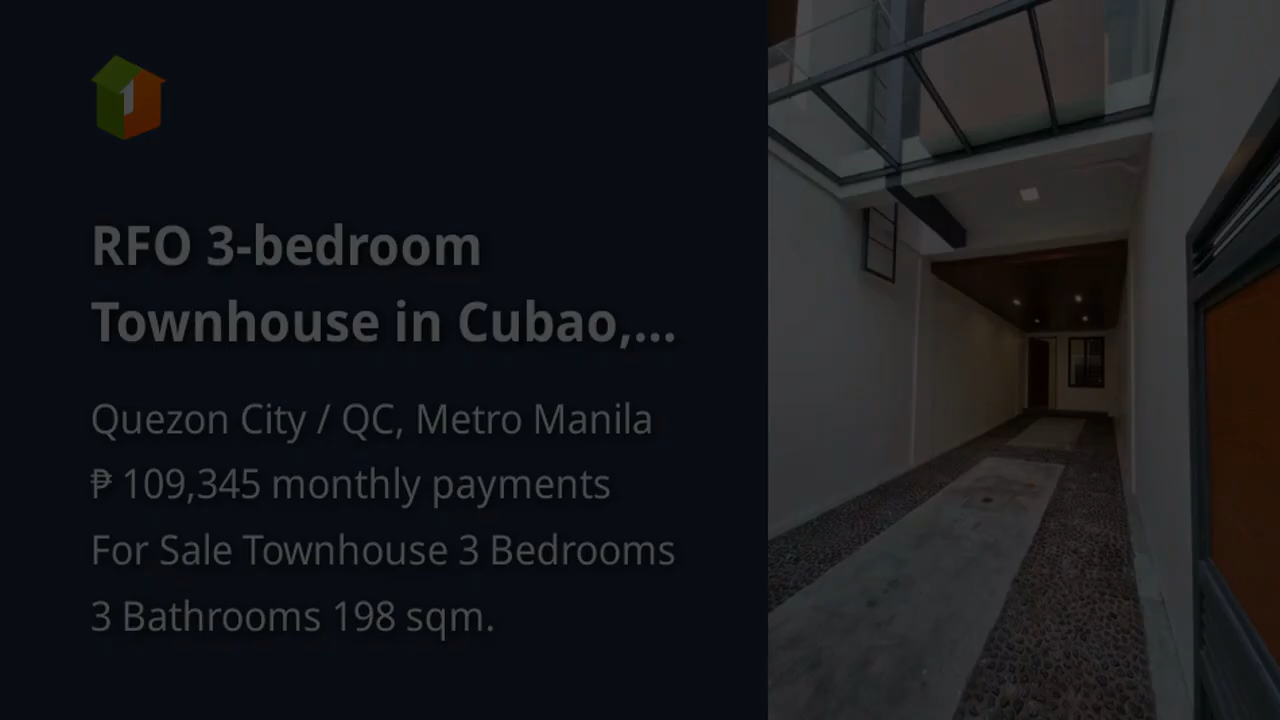 RFO 3-bedroom
Townhouse in Cubao,...
Quezon City / QC, Metro Manila
₱ 109,345 monthly payments
For Sale Townhouse 3 Bedrooms
3 Bathrooms 198 sqm.